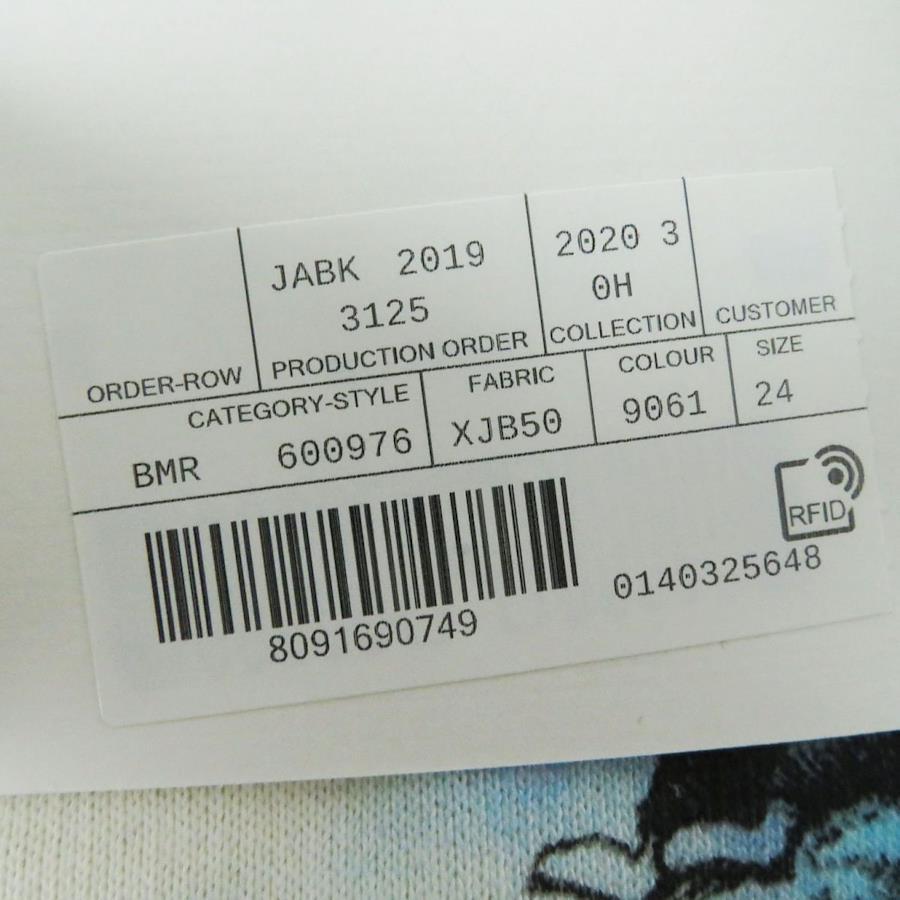 JABK 2019
3125
2020 3
0H
ORDER-ROW
PRODUCTION ORDER
COLLECTION
CUSTOMER
CATEGORY-STYLE
FABRIC
COLOUR
SIZE
BMR 600976
XJB50
9061
24
RFID
8091690749
0140325648